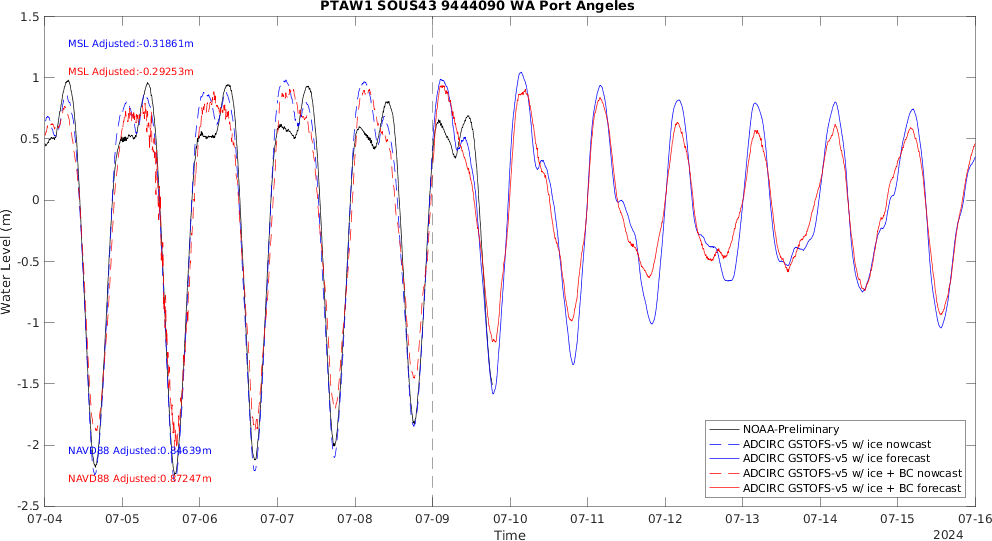 PTAW1 SOUS43 9444090 WA Port Angeles
1.5
MSL Adjusted:-0.31861m
MSL Adjusted:-0.29253m
1
0.5
0
-0.5
-1
-1.5
-2
-2.5
Water Level (m)
NAVD88 Adjusted:0.84639m
NAVD88 Adjusted:0.87247m
NOAA-Preliminary
ADCIRC GSTOFS-v5 w/ ice nowcast
ADCIRC GSTOFS-v5 w/ ice forecast
ADCIRC GSTOFS-v5 w/ ice + BC nowcast
ADCIRC GSTOFS-v5 w/ ice + BC forecast
07-04 07-05 07-06 07-07 07-08 07-09 07-10 07-11 07-12 07-13 07-14 07-15 07-16
Time
2024